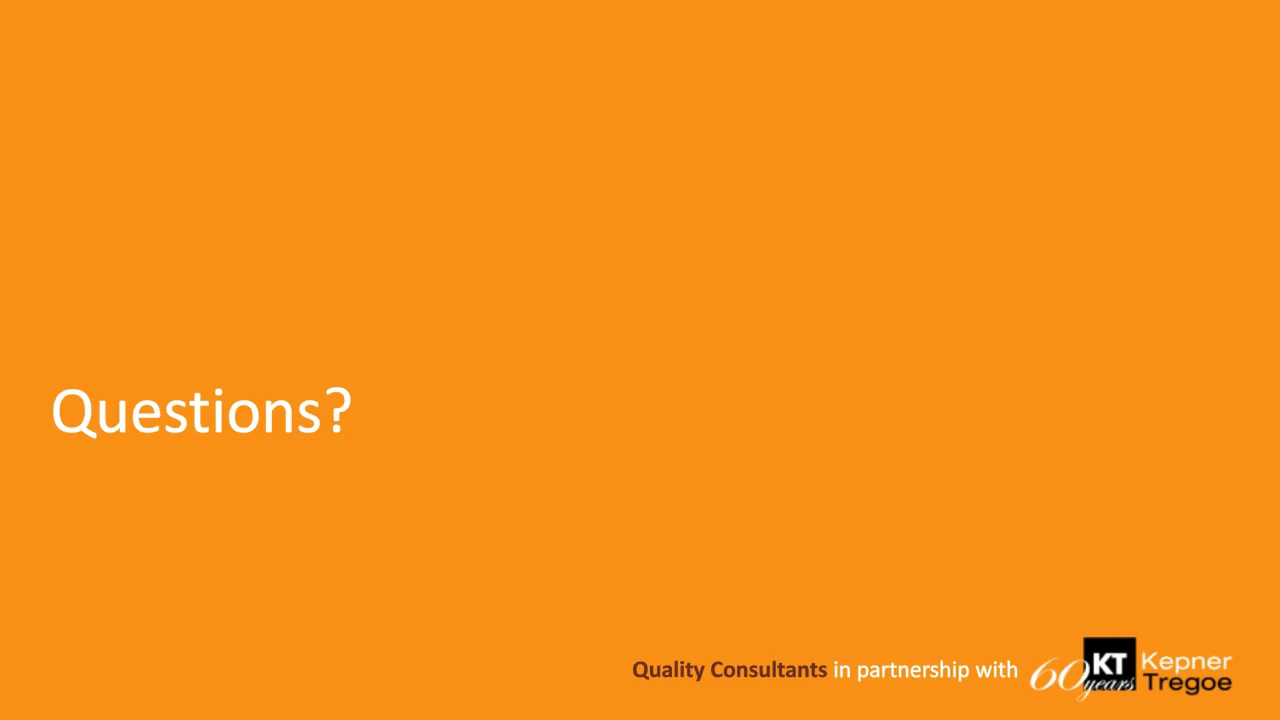 Questions?
Quality Consultants in partnership with
60 years
KT
Kepner
Tregoe